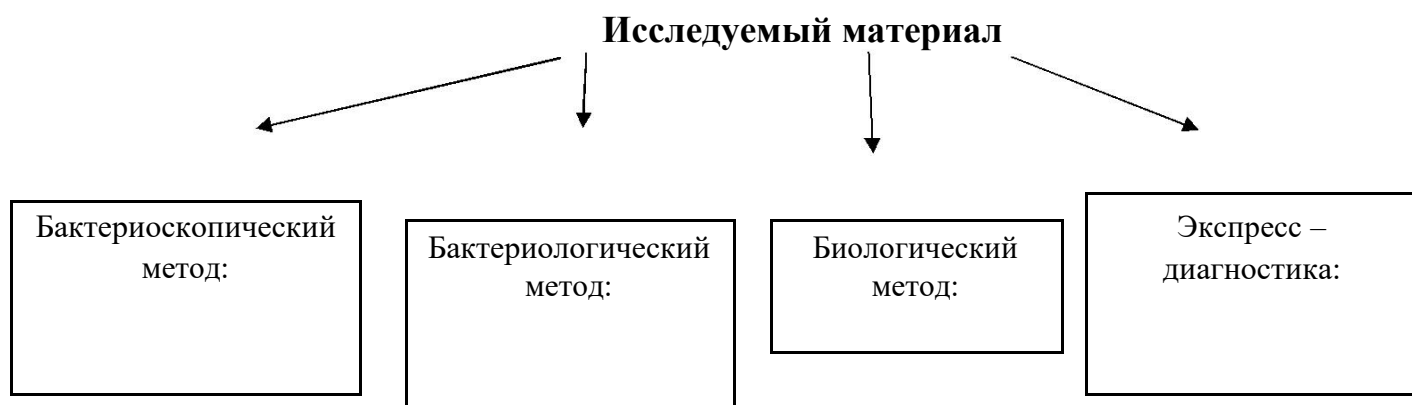 Исследуемый материал
Бактериоскопический
метод:
Бактериологический
метод:
Биологический
метод:
Экспресс –
диагностика: